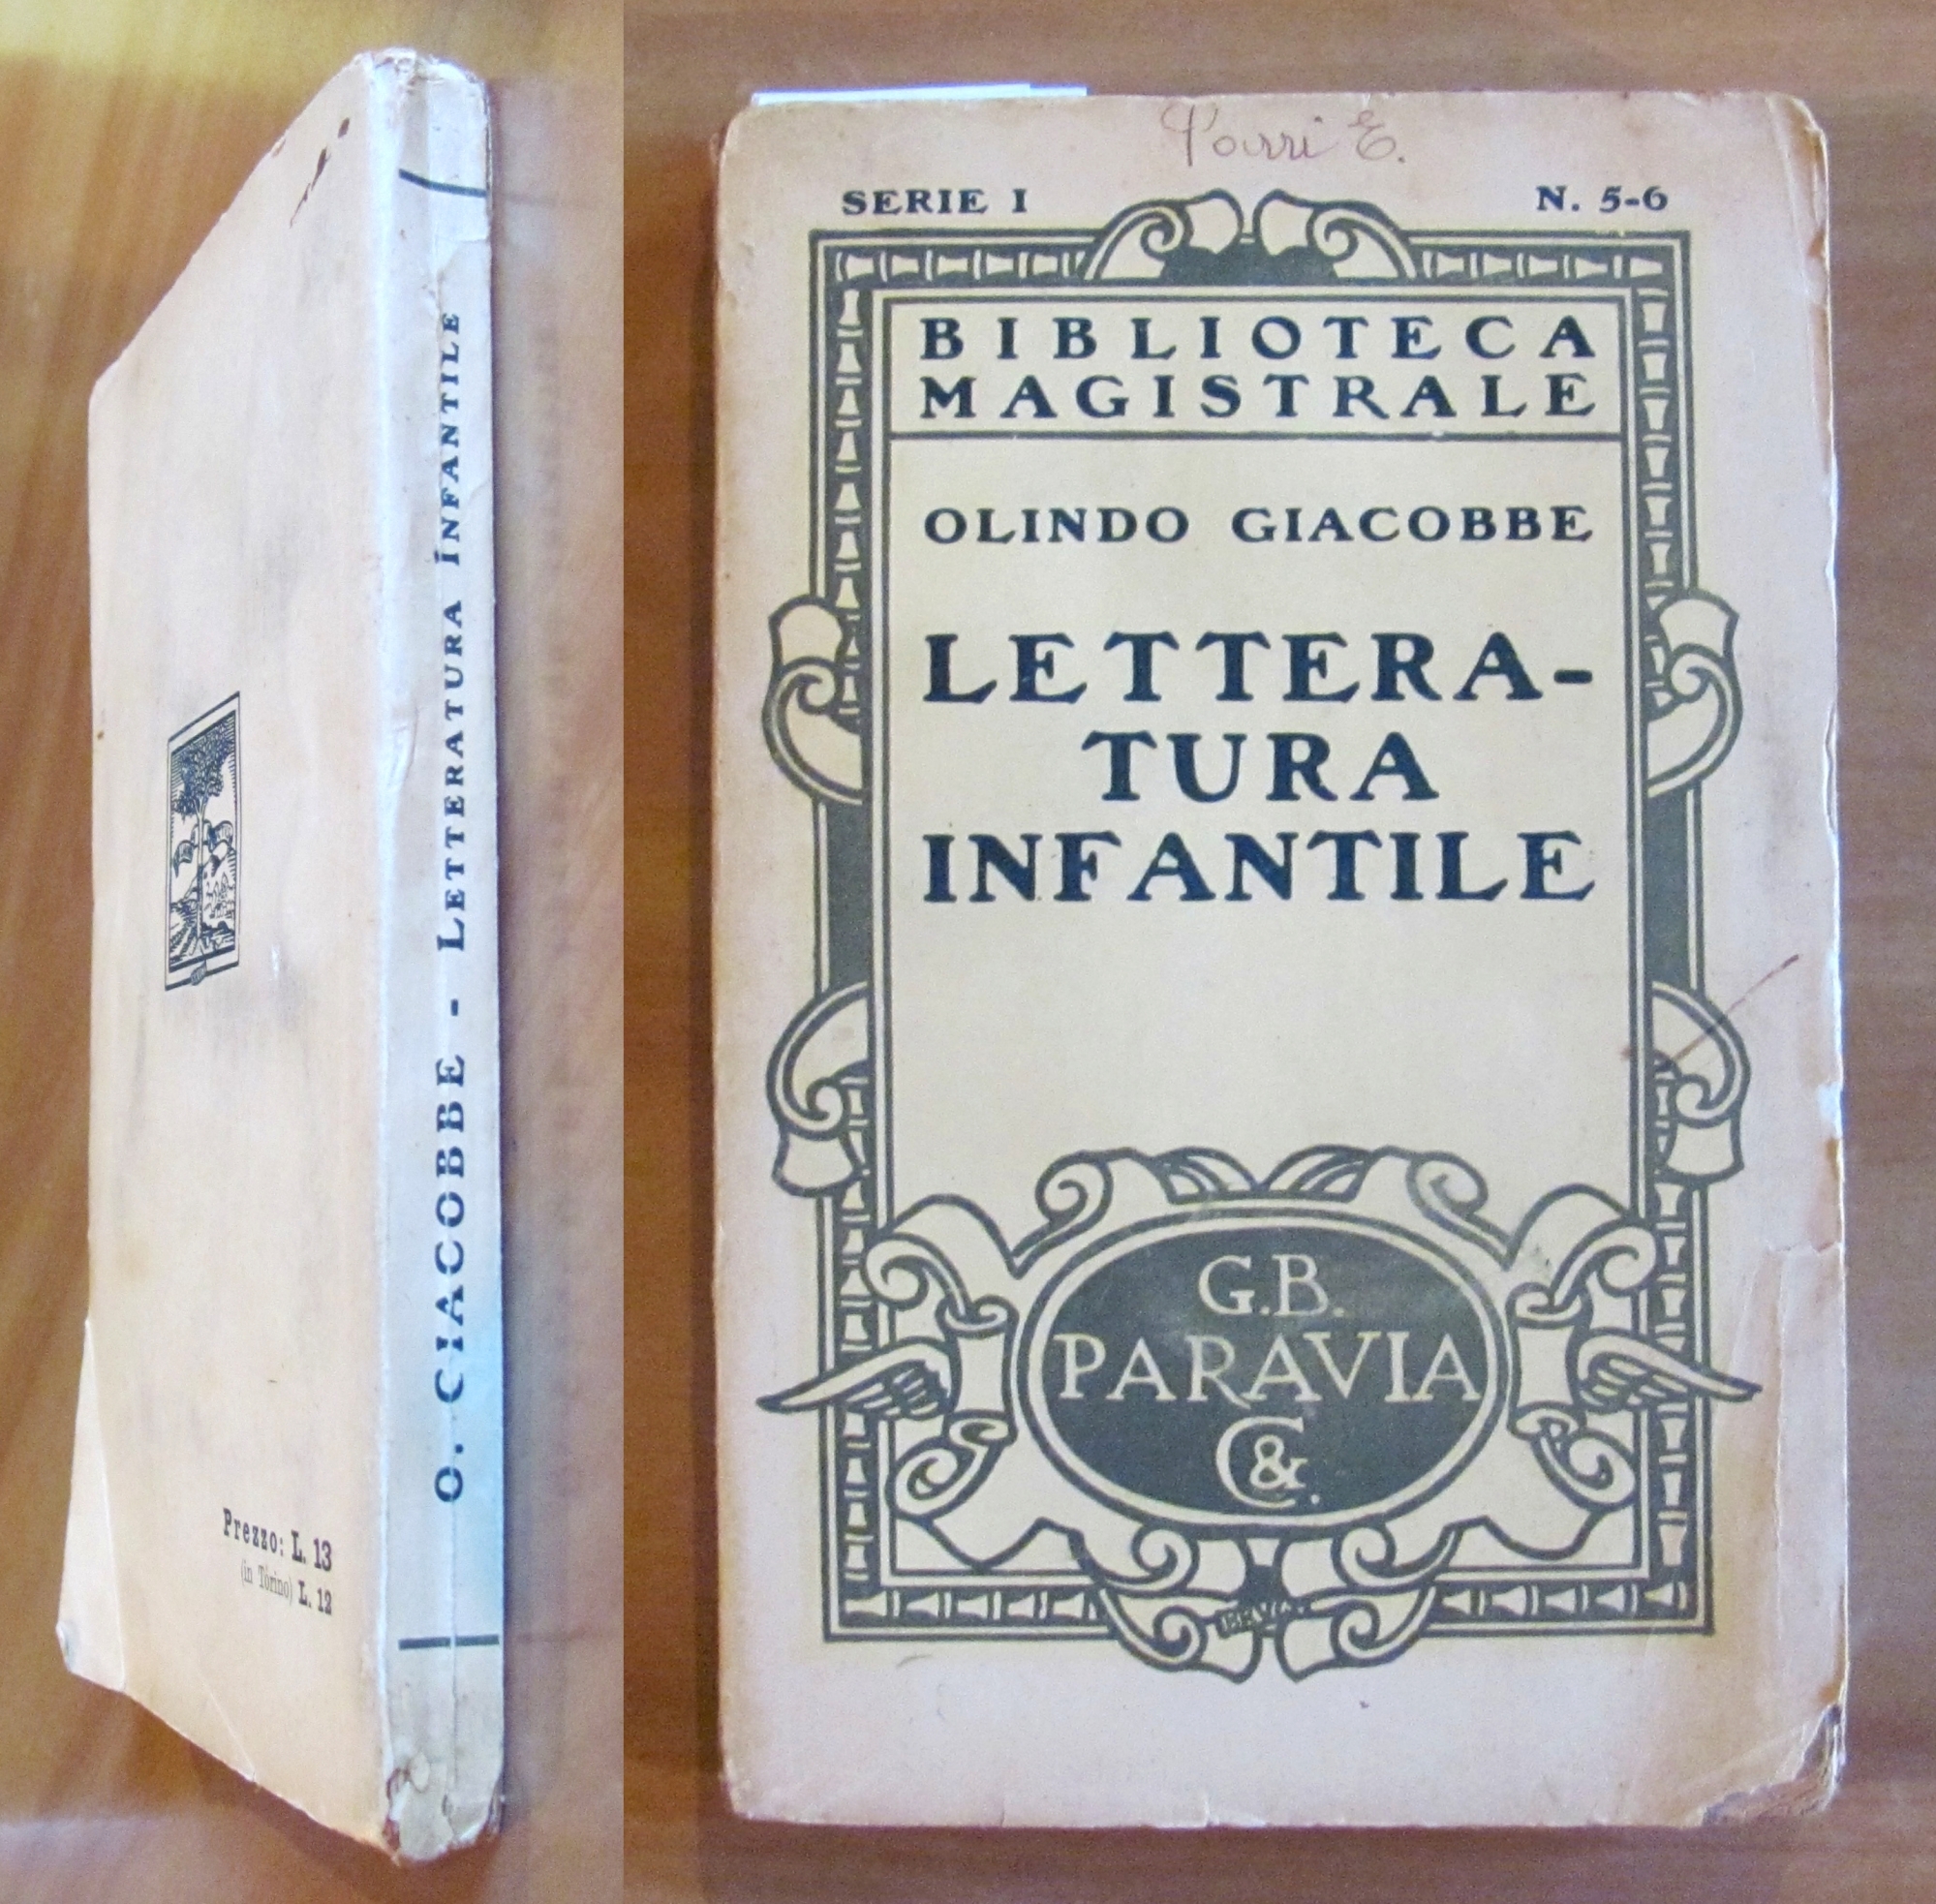 O. GIACOBBE - LETTERATURA INFANTILE
Prezzo: L. 13
(in Torino) L. 12
SERIE I
N. 5-6
BIBLIOTECA
MAGISTRALE
OLINDO GIACOBBE
LETTERA-
TURA
INFANTILE
G.B.
PARAVIA
& C.